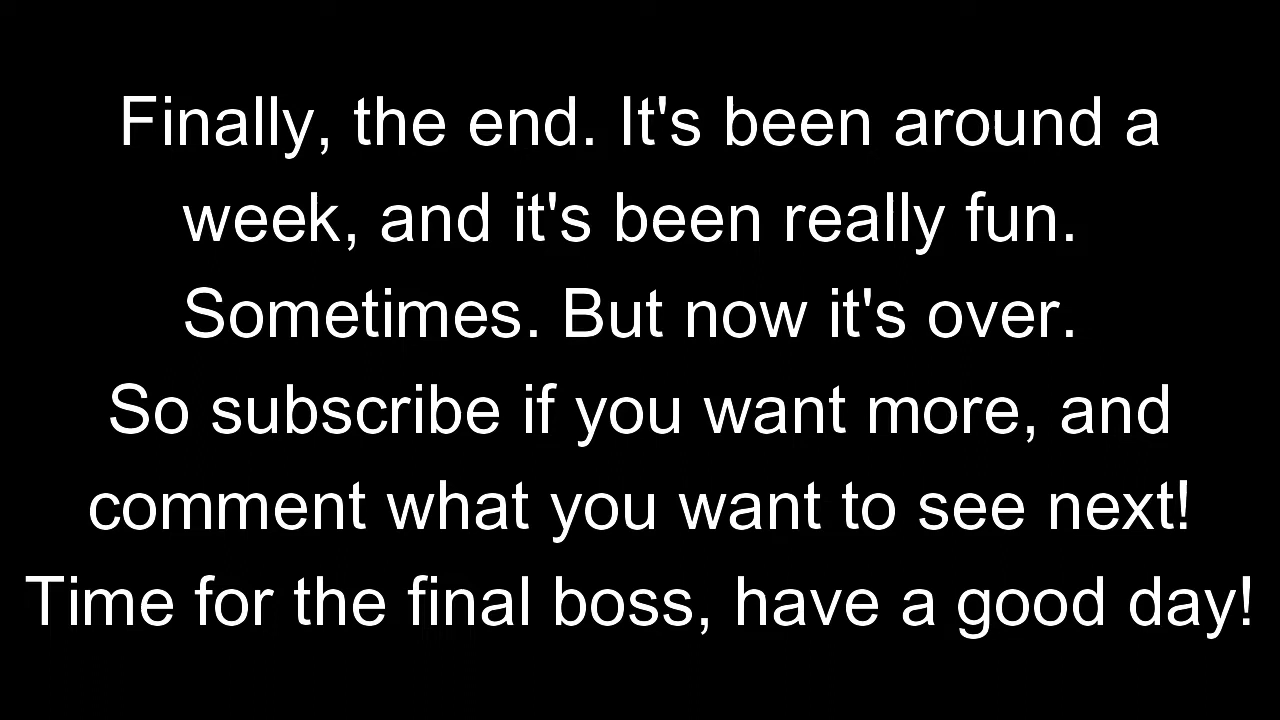 Finally, the end. It's been around a
week, and it's been really fun.
Sometimes. But now it's over.
So subscribe if you want more, and
comment what you want to see next!
Time for the final boss, have a good day!